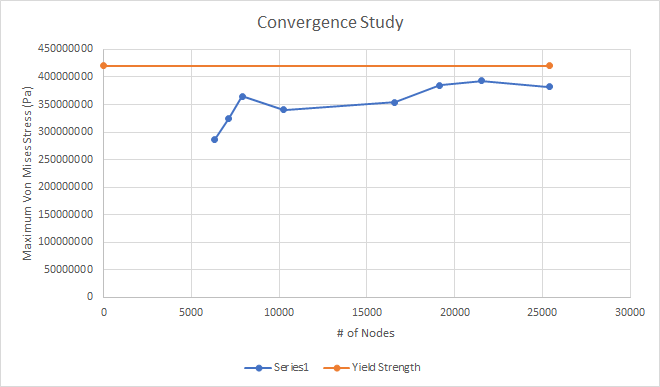 Convergence Study
Maximum Von Mises Stress (Pa)
450000000
400000000
350000000
300000000
250000000
200000000
150000000
100000000
50000000
0
0 5000 10000 15000 20000 25000 30000
# of Nodes
Series1 Yield Strength